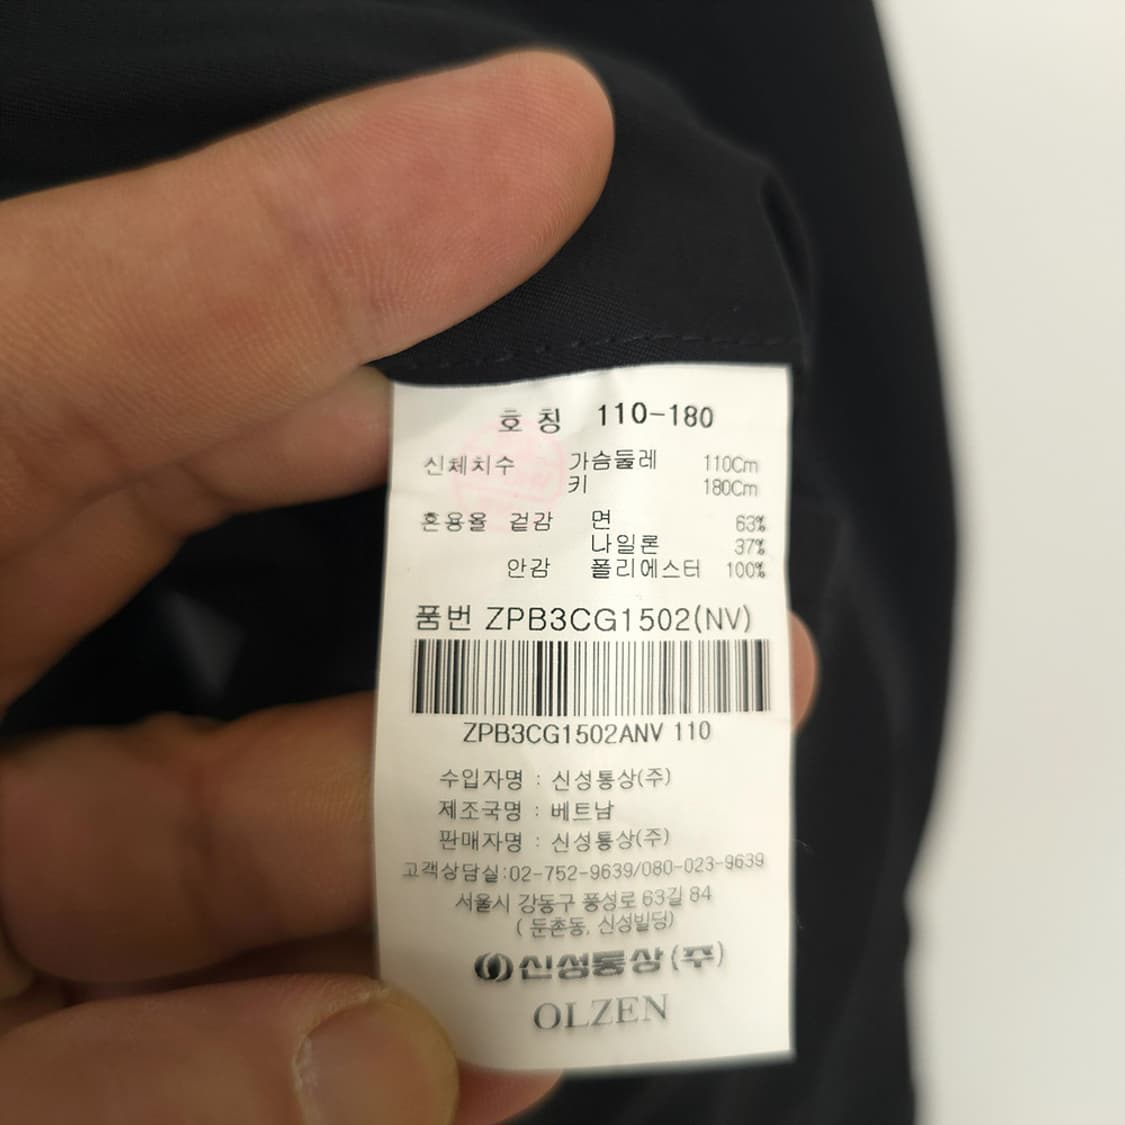 호 칭 110-180
신체치수 가슴둘레 110Cm
키 180Cm
혼용율 겉감 면 63%
나일론 37%
안감 폴리에스터 100%
품번 ZPB3CG1502(NV)
ZPB3CG1502ANV 110
수입자명 : 신성통상(주)
제조국명 : 베트남
판매자명 : 신성통상(주)
고객상담실:02-752-9639/080-023-9639
서울시 강동구 풍성로 63길 84
( 둔촌동, 신성빌딩)
신성통상(주)
OLZEN